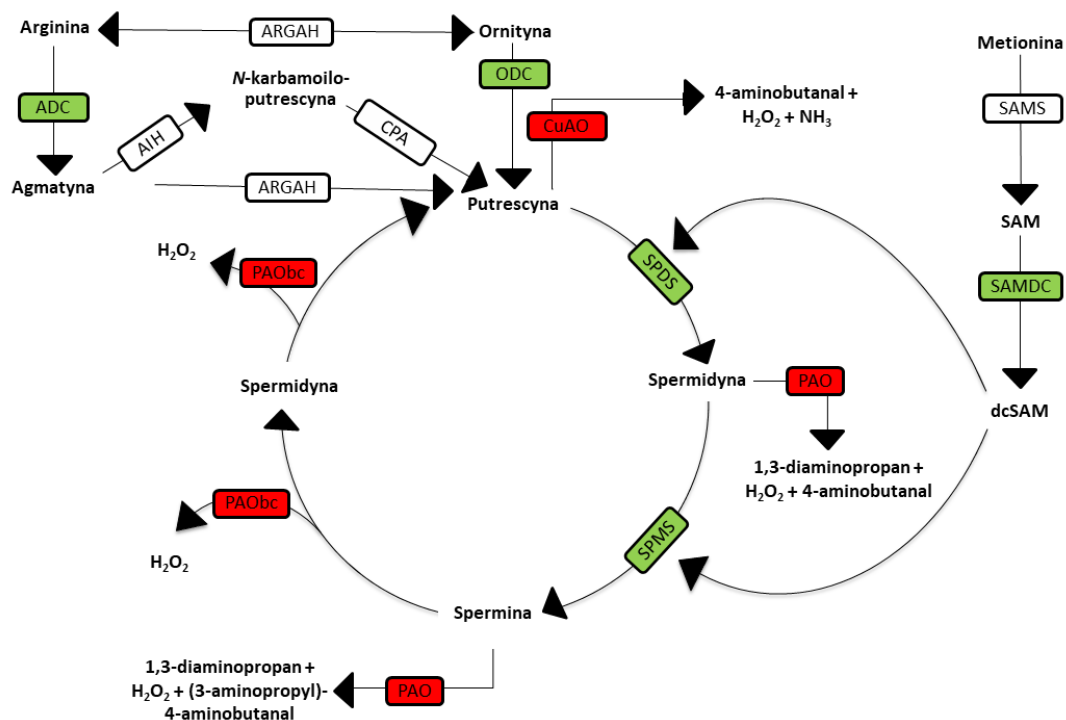 Arginina
ARGAH
Ornityna
Metionina
N-karbamoilo-
putrescyna
ODC
4-aminobutanal +
H₂O₂ + NH₃
ADC
AIH
CPA
CuAO
SAMS
Agmatyna
ARGAH
Putrescyna
SAM
H₂O₂
PAObc
SPDS
SAMDC
Spermidyna
Spermidyna
PAO
dcSAM
1,3-diaminopropan +
H₂O₂ + 4-aminobutanal
PAObc
SPMS
H₂O₂
Spermina
1,3-diaminopropan +
H₂O₂ + (3-aminopropyl)-
4-aminobutanal
PAO